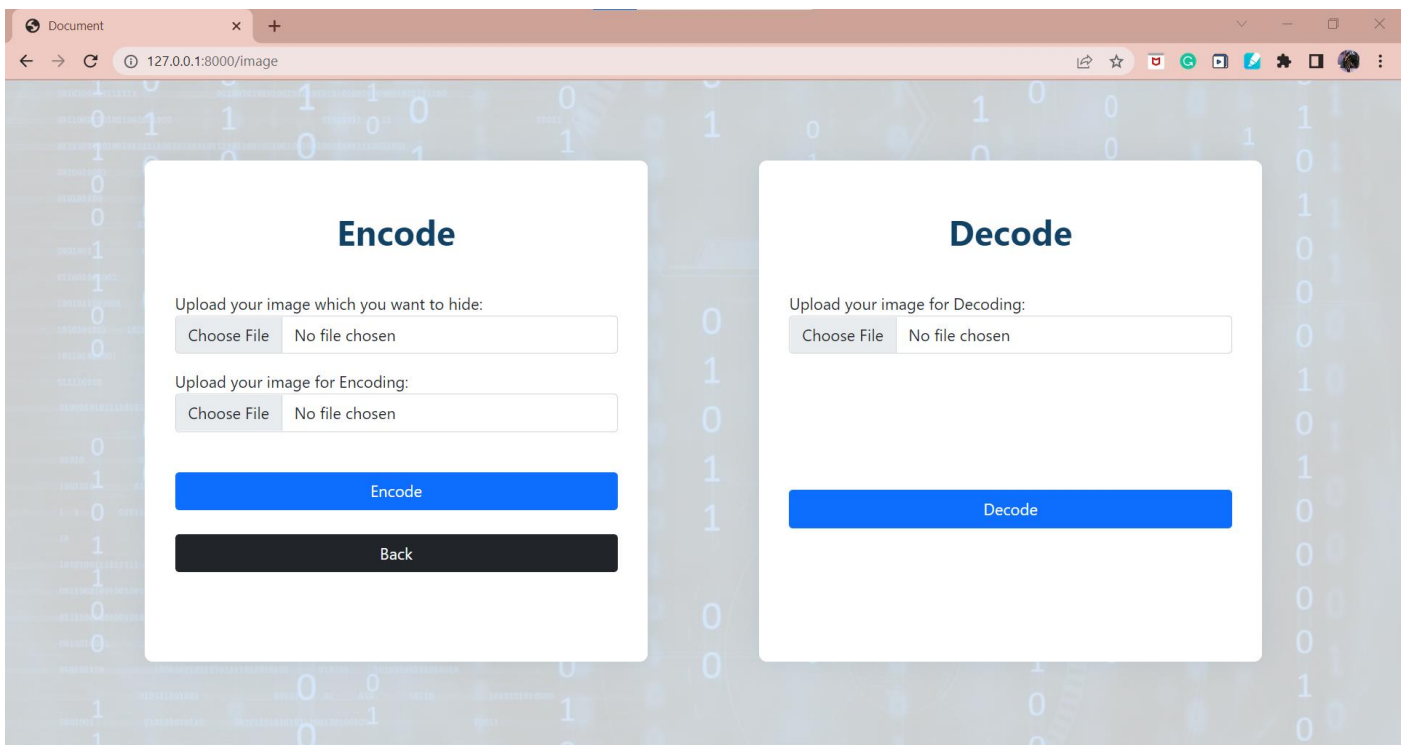 Document
127.0.0.1:8000/image
Encode
Upload your image which you want to hide:
Choose File No file chosen
Upload your image for Encoding:
Choose File No file chosen
Encode
Back
Decode
Upload your image for Decoding:
Choose File No file chosen
Decode